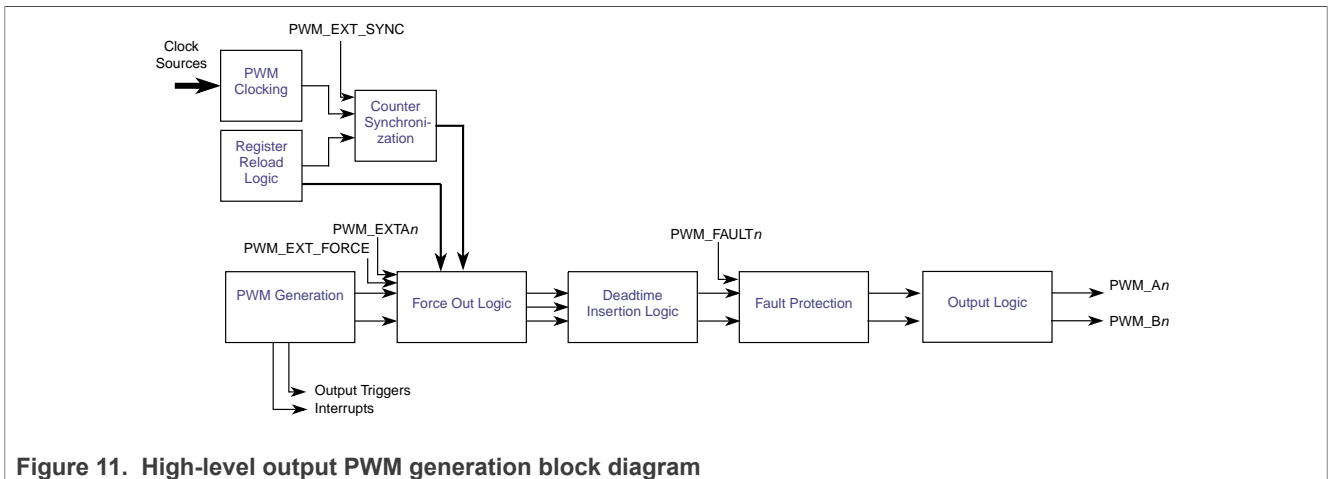 PWM_EXT_SYNC
Clock
Sources
PWM
Clocking
Counter
Synchroni-
zation
Register
Reload
Logic
PWM_EXTAn
PWM_EXT_FORCE
PWM_FAULTn
PWM Generation
Force Out Logic
Deadtime
Insertion Logic
Fault Protection
Output Logic
PWM_An
PWM_Bn
Output Triggers
Interrupts
Figure 11. High-level output PWM generation block diagram